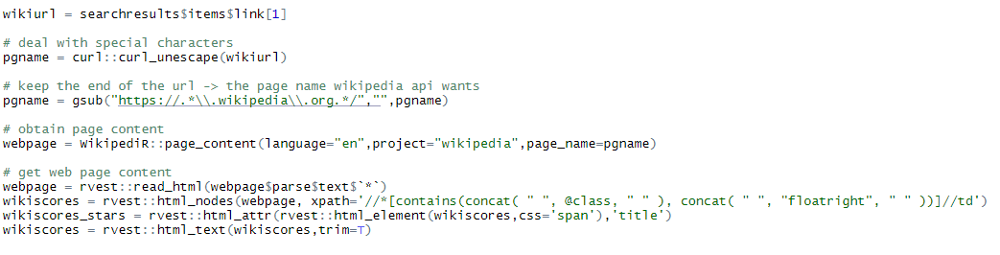 wikiurl = searchresults$items$link[1]
# deal with special characters
pgname = curl::curl_unescape(wikiurl)
# keep the end of the url -> the page name wikipedia api wants
pgname = gsub("https://.*\\.wikipedia\\.org.*/","",pgname)
# obtain page content
webpage = WikipediR::page_content(language="en",project="wikipedia",page_name=pgname)
# get web page content
webpage = rvest::read_html(webpage$parse$text$`*`)
wikiscores = rvest::html_nodes(webpage, xpath='//*[contains(concat( " ", @class, " " ), concat( " ", "floatright", " " ))]//td')
wikiscores_stars = rvest::html_attr(rvest::html_element(wikiscores,css='span'),'title')
wikiscores = rvest::html_text(wikiscores,trim=T)